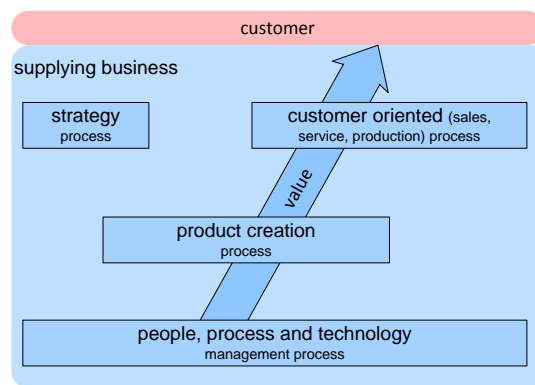 customer
supplying business
strategy
process
customer oriented (sales,
service, production) process
value
product creation
process
people, process and technology
management process